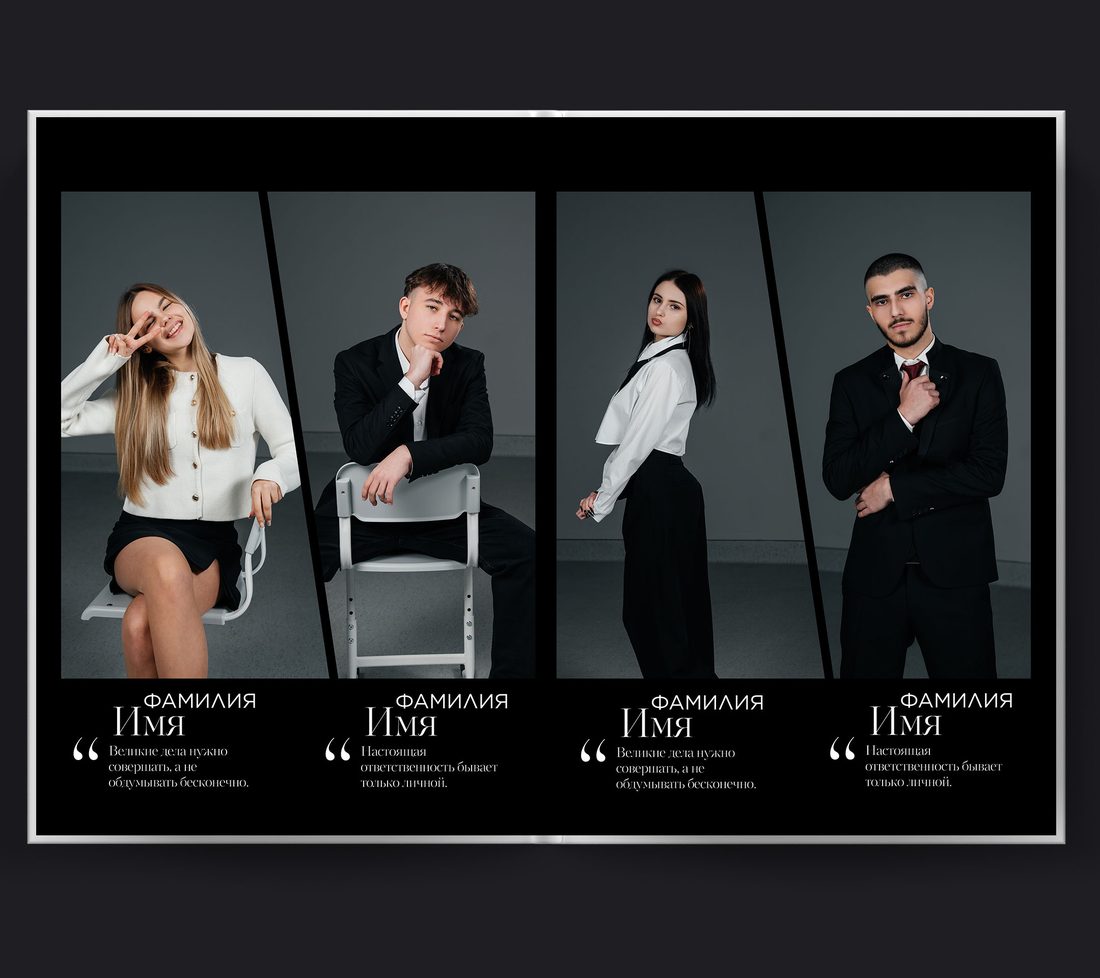 ФАМИЛИЯ
Имя
“ Великие дела нужно
совершать, а не
обдумывать бесконечно.
ФАМИЛИЯ
Имя
“ Настоящая
ответственность бывает
только личной.
ФАМИЛИЯ
Имя
“ Великие дела нужно
совершать, а не
обдумывать бесконечно.
ФАМИЛИЯ
Имя
“ Настоящая
ответственность бывает
только личной.